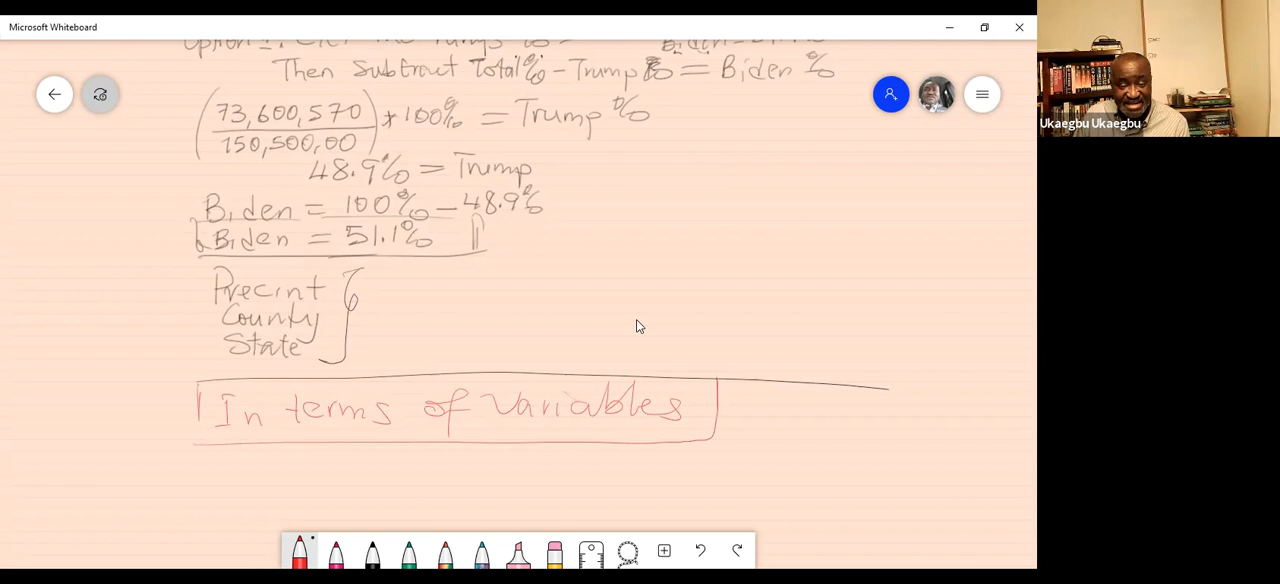 Microsoft Whiteboard
Then Subtract Total% - Trump % = Biden %
(73,600,570 / 150,500,00) * 100% = Trump %
48.9% = Trump
Biden = 100% - 48.9%
Biden = 51.1%
Precint
County
State
In terms of Variables
Ukaegbu Ukaegbu